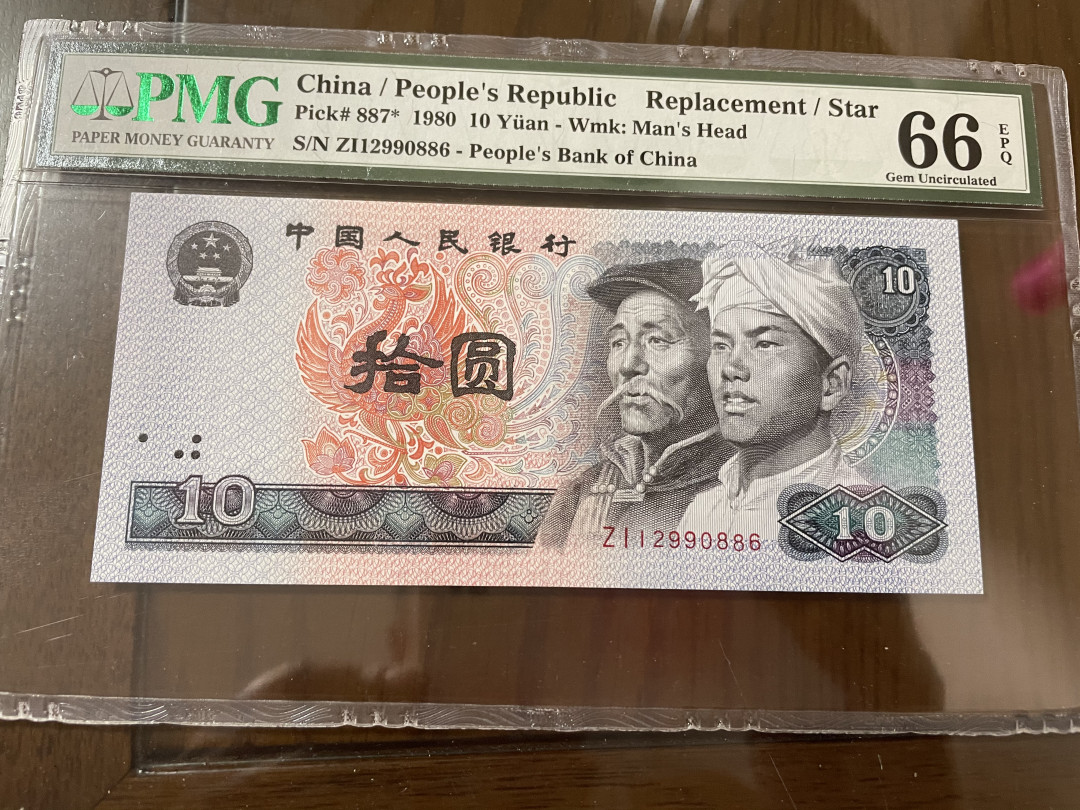 PMG
PAPER MONEY GUARANTY
China / People's Republic Replacement / Star
Pick# 887* 1980 10 Yüan - Wmk: Man's Head
S/N ZI12990886 - People's Bank of China
66
EPQ
Gem Uncirculated
中国人民银行
10
拾圆
10
ZI12990886
10